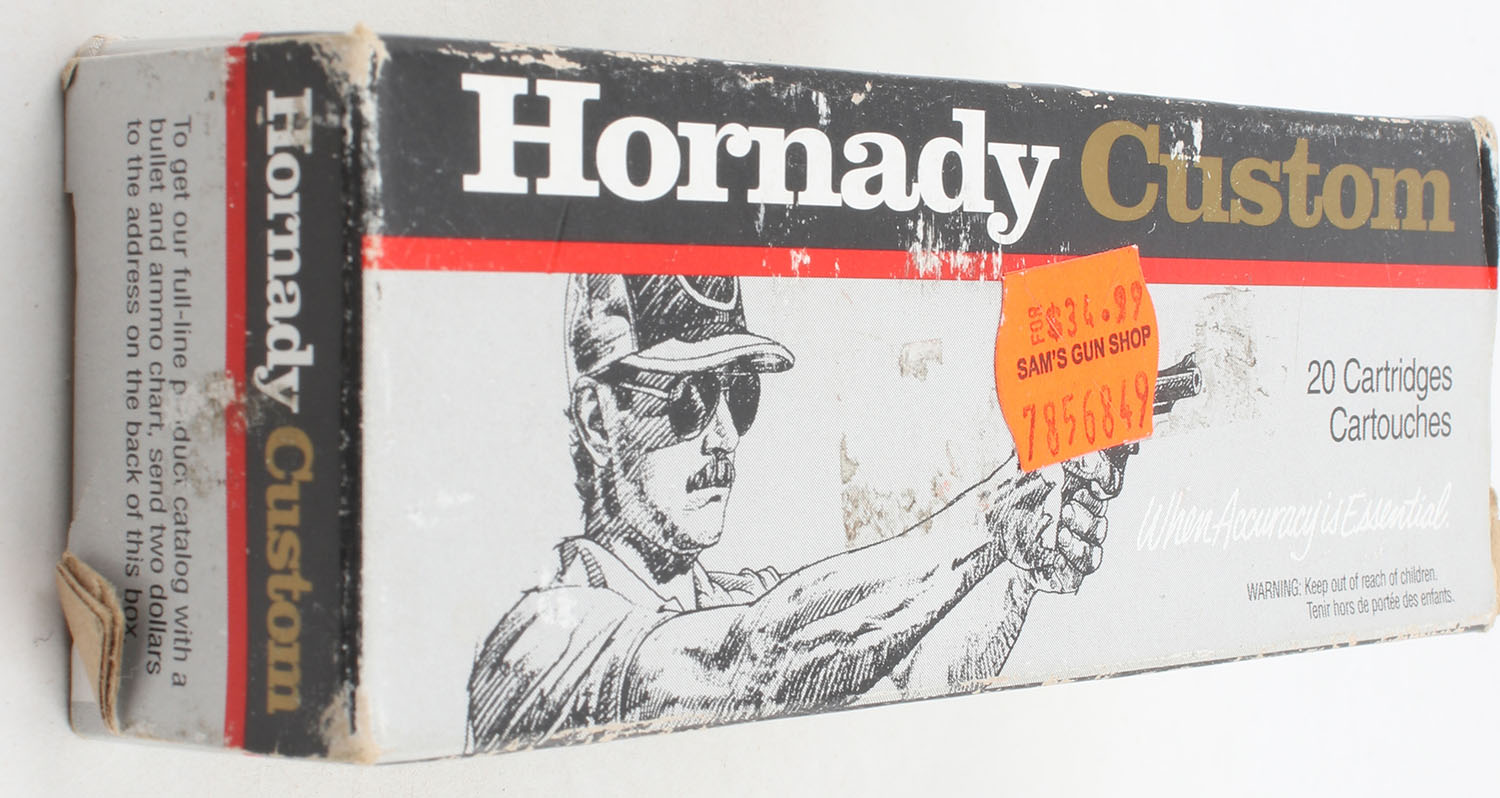 Hornady Custom
FOR $34.99
SAM'S GUN SHOP
7856849
20 Cartridges
Cartouches
When Accuracy is Essential.
WARNING: Keep out of reach of children.
Tenir hors de portée des enfants.
Hornady Custom
To get our full-line product catalog with a
bullet and ammo chart, send two dollars
to the address on the back of this box